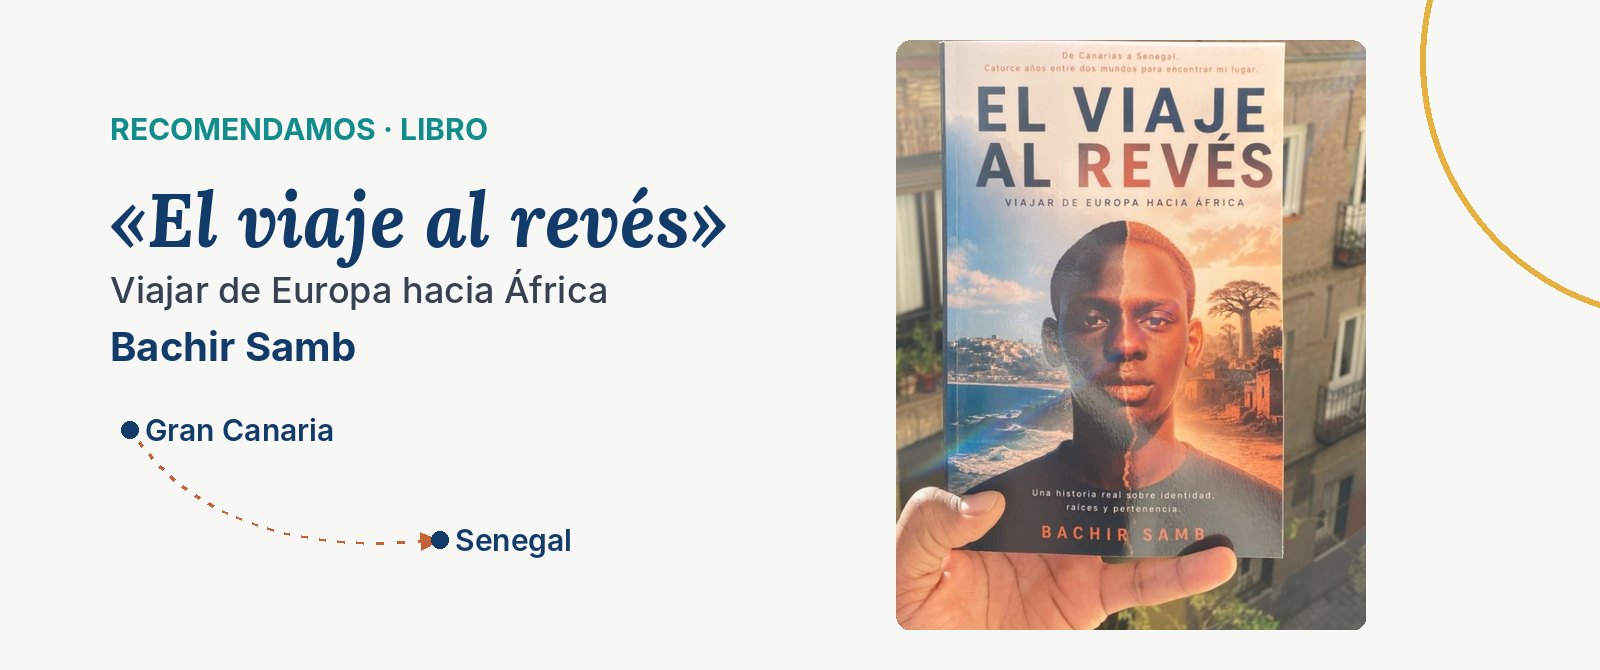 RECOMENDAMOS · LIBRO
«El viaje al revés»
Viajar de Europa hacia África
Bachir Samb
Gran Canaria
Senegal
De Canarias a Senegal.
Catorce años entre dos mundos para encontrar mi lugar.
EL VIAJE
AL REVÉS
VIAJAR DE EUROPA HACIA ÁFRICA
Una historia real sobre identidad,
raíces y pertenencia.
BACHIR SAMB